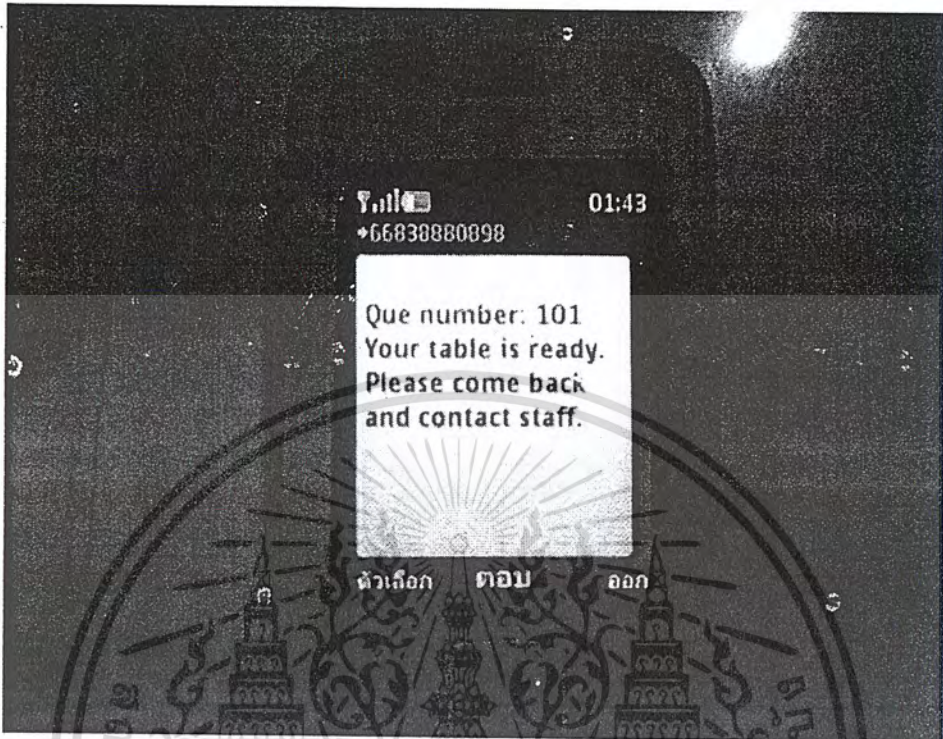 01:43
+66838880898
Que number: 101
Your table is ready.
Please come back
and contact staff.
ตัวเลือก ตอบ ออก